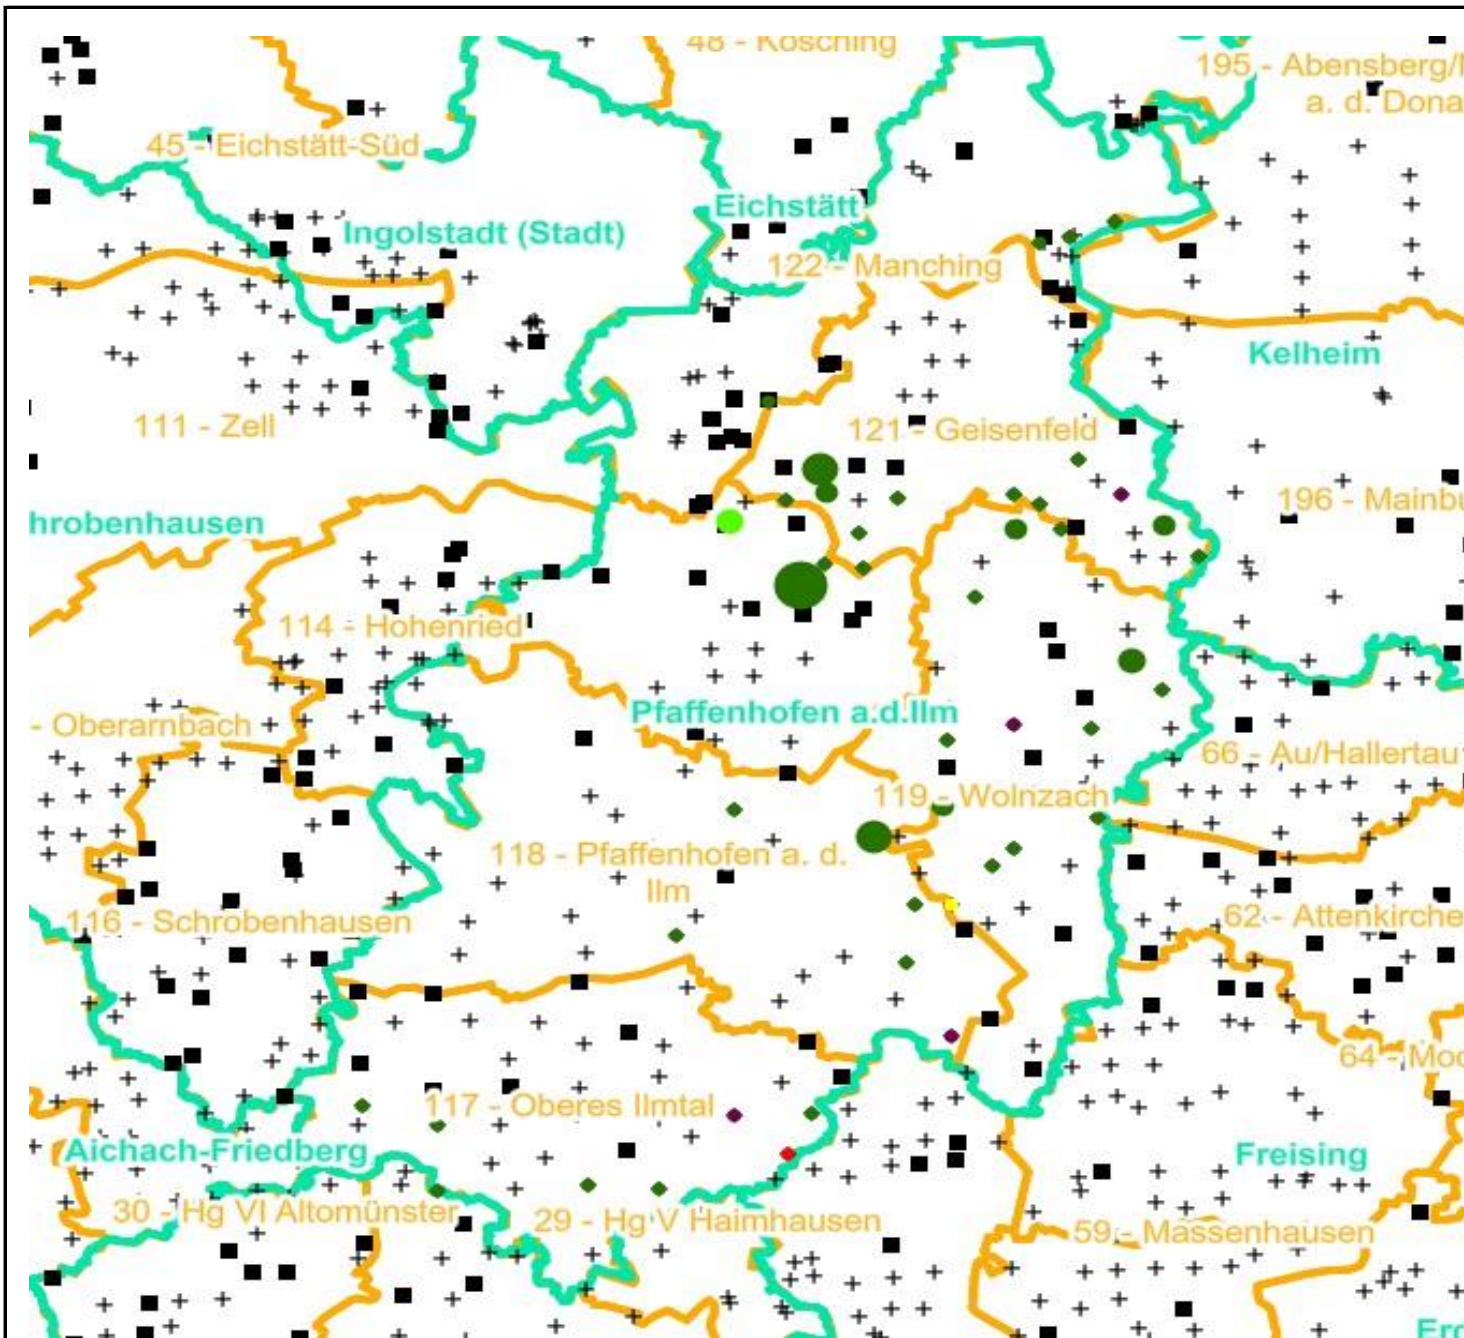 48 - Kösching
195 - Abensberg/
a. d. Dona
45 - Eichstätt-Süd
Eichstätt
Ingolstadt (Stadt)
122 - Manching
Kelheim
111 - Zell
121 - Geisenfeld
196 - Mainbu
hrobenhausen
114 - Hohenried
Pfaffenhofen a.d.Ilm
- Oberarnbach
66 - Au/Hallertau
119 - Wolnzach
118 - Pfaffenhofen a. d.
Ilm
116 - Schrobenhausen
62 - Attenkirche
64 - Moo
117 - Oberes Ilmtal
Aichach-Friedberg
Freising
30 - Hg VI Altomünster
29 - Hg V Haimhausen
59 - Massenhausen
Erd